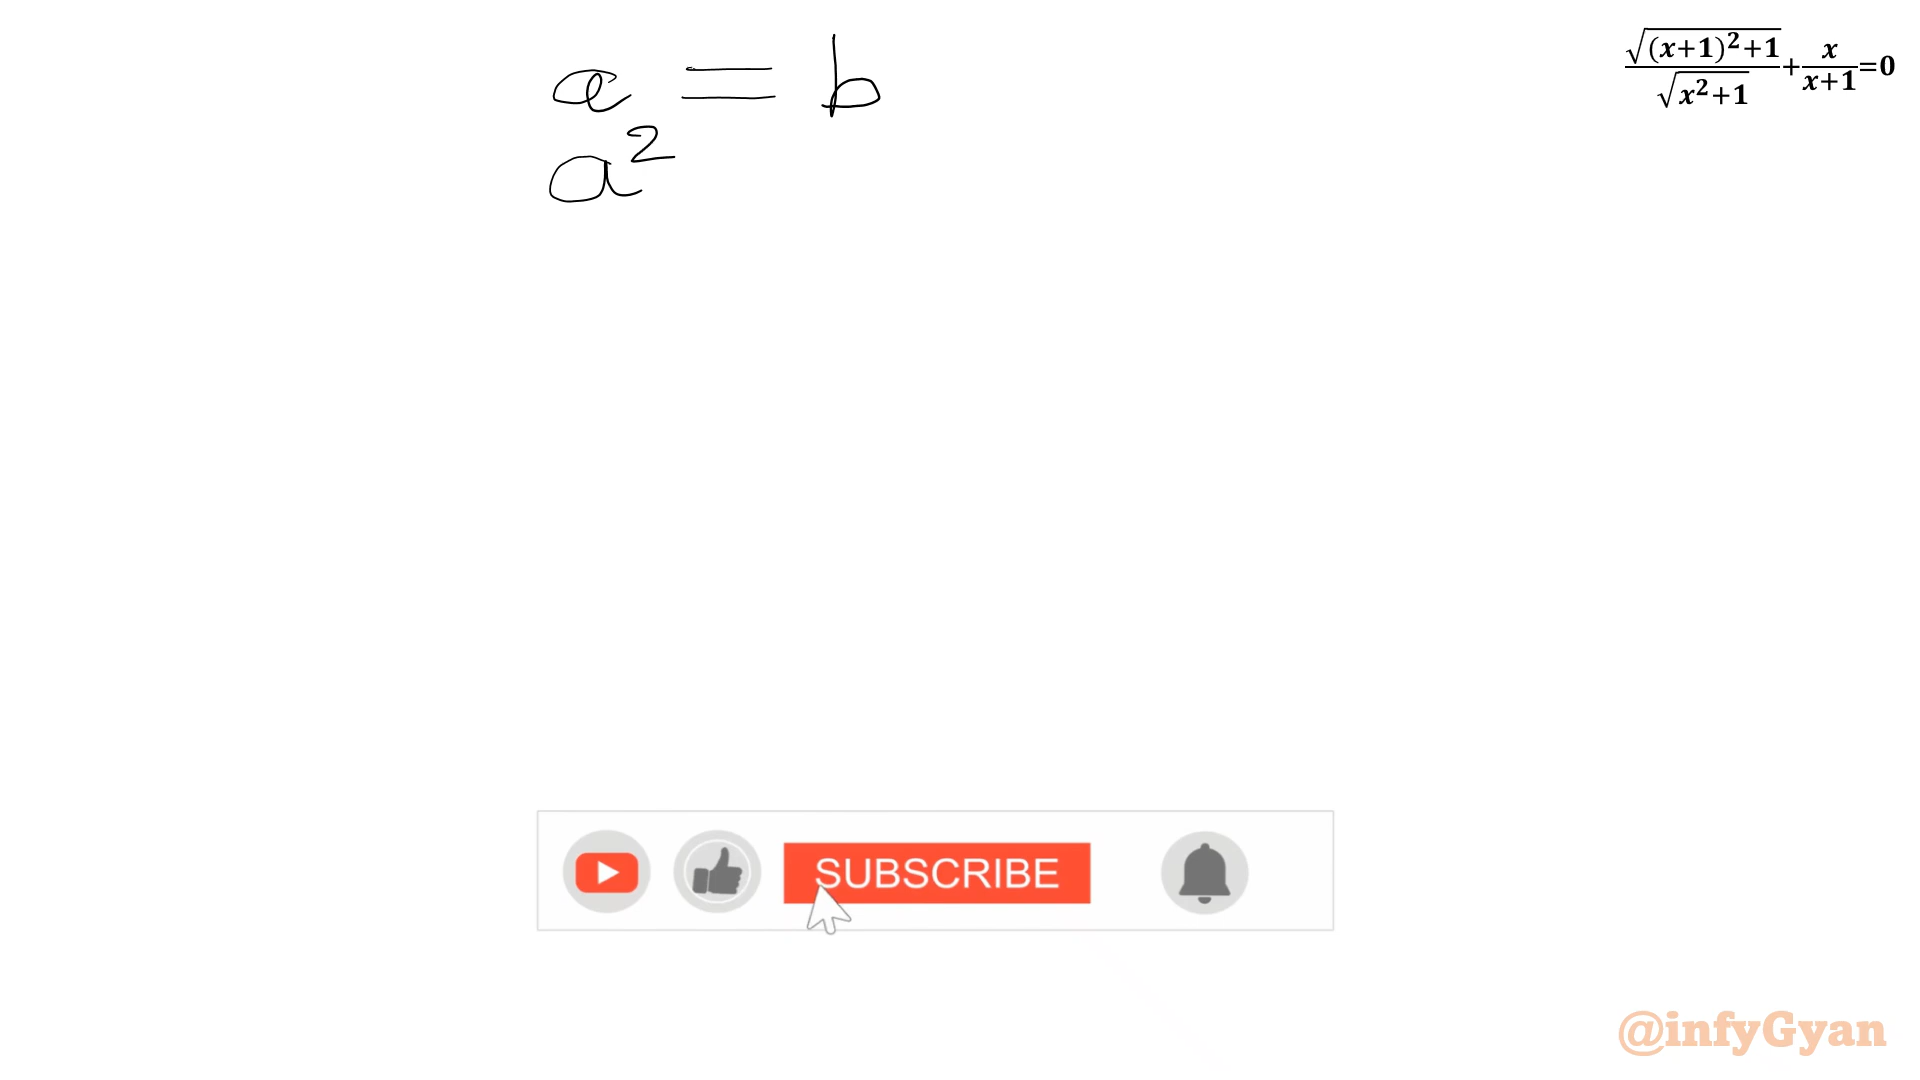 a = b
a²
√((x+1)²+1)/√(x²+1) + x/(x+1) = 0
SUBSCRIBE
@infyGyan